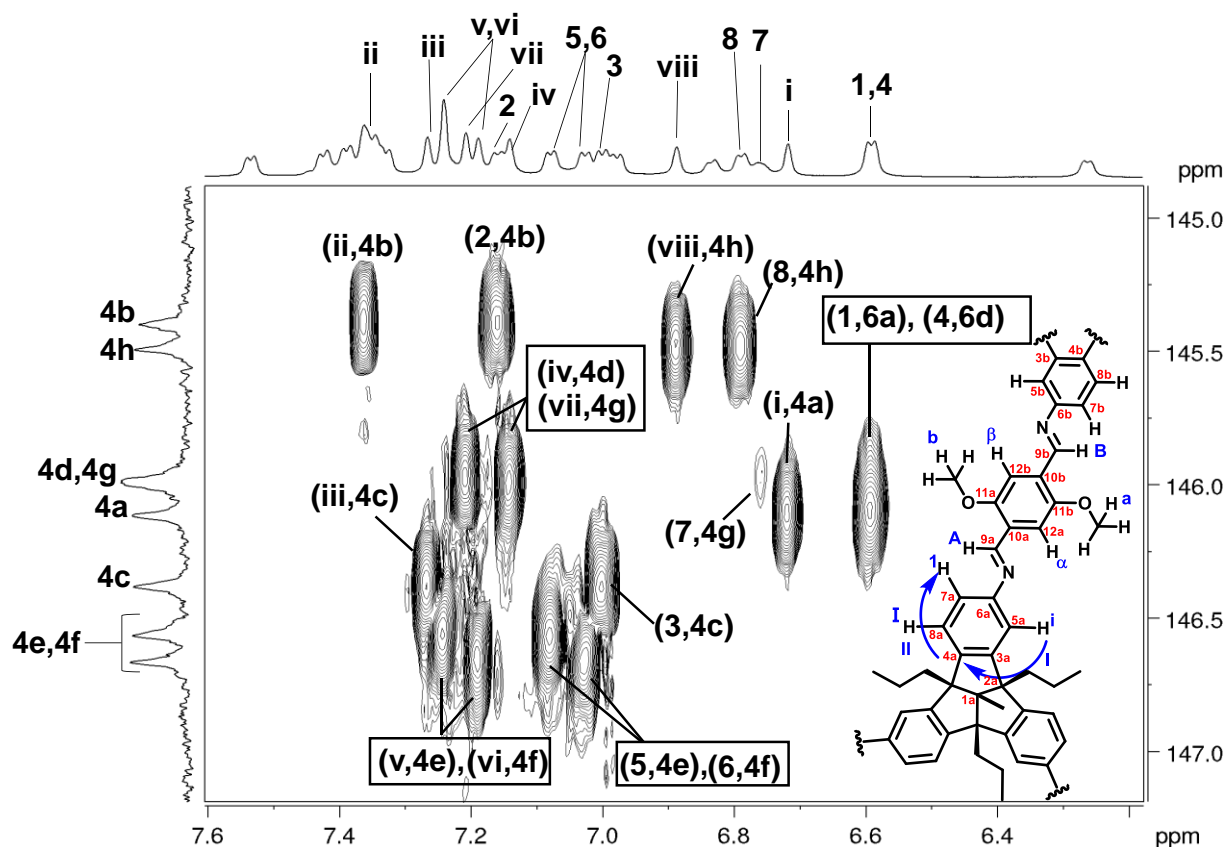 ii
iii
v,vi
vii
2
iv
5,6
3
viii
8
7
i
1,4
ppm
(ii,4b)
(2,4b)
(viii,4h)
(8,4h)
(1,6a), (4,6d)
4b
4h
4d,4g
4a
4c
4e,4f
(iv,4d)
(vii,4g)
(i,4a)
(iii,4c)
(7,4g)
(3,4c)
(v,4e),(vi,4f)
(5,4e),(6,4f)
145.0
145.5
146.0
146.5
147.0
3b
4b
H
5b
8b
H
6b
7b
N
H
b
H
H
β
H
9b
H
B
H
12b
10b
11a
O
11b
O
H
a
H
H
A
H
9a
10a
12a
H
α
1
H
N
7a
6a
5a
I
H
8a
H
i
II
4a
3a
I
2a
1a
7.6
7.4
7.2
7.0
6.8
6.6
6.4
ppm